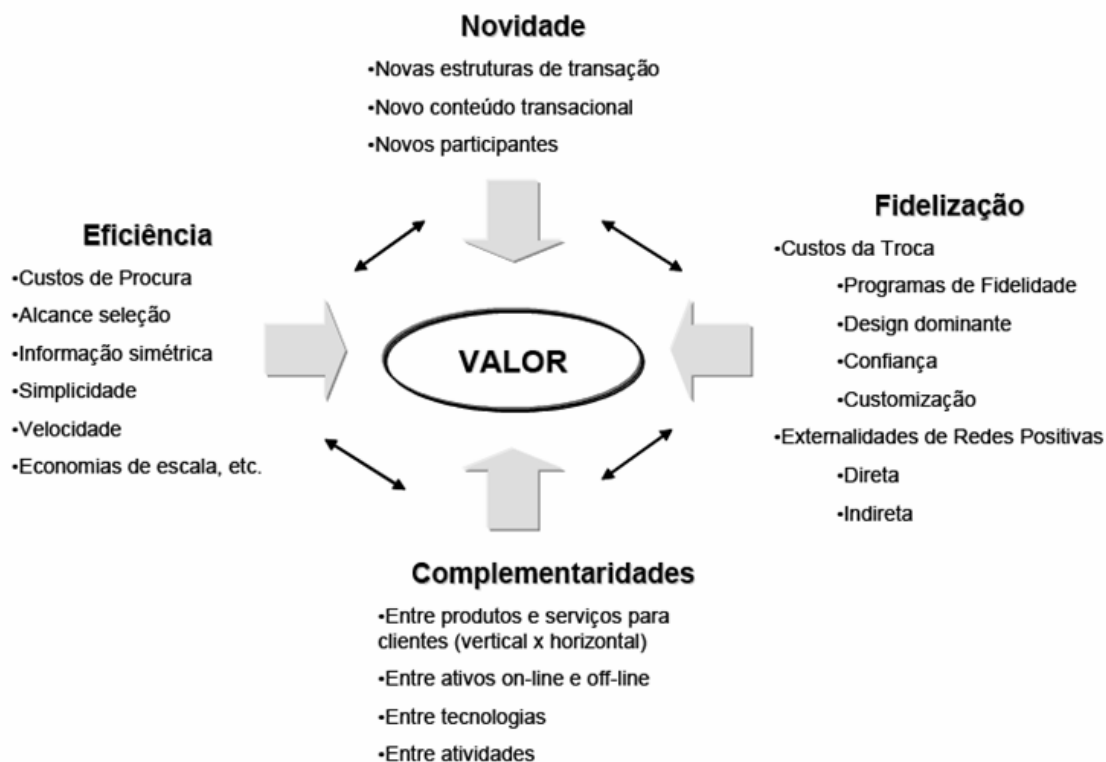 Novidade
•Novas estruturas de transação
•Novo conteúdo transacional
•Novos participantes
Eficiência
•Custos de Procura
•Alcance seleção
•Informação simétrica
•Simplicidade
•Velocidade
•Economias de escala, etc.
VALOR
Fidelização
•Custos da Troca
•Programas de Fidelidade
•Design dominante
•Confiança
•Customização
•Externalidades de Redes Positivas
•Direta
•Indireta
Complementaridades
•Entre produtos e serviços para
clientes (vertical x horizontal)
•Entre ativos on-line e off-line
•Entre tecnologias
•Entre atividades